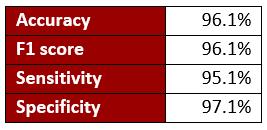 Accuracy 96.1%
F1 score 96.1%
Sensitivity 95.1%
Specificity 97.1%